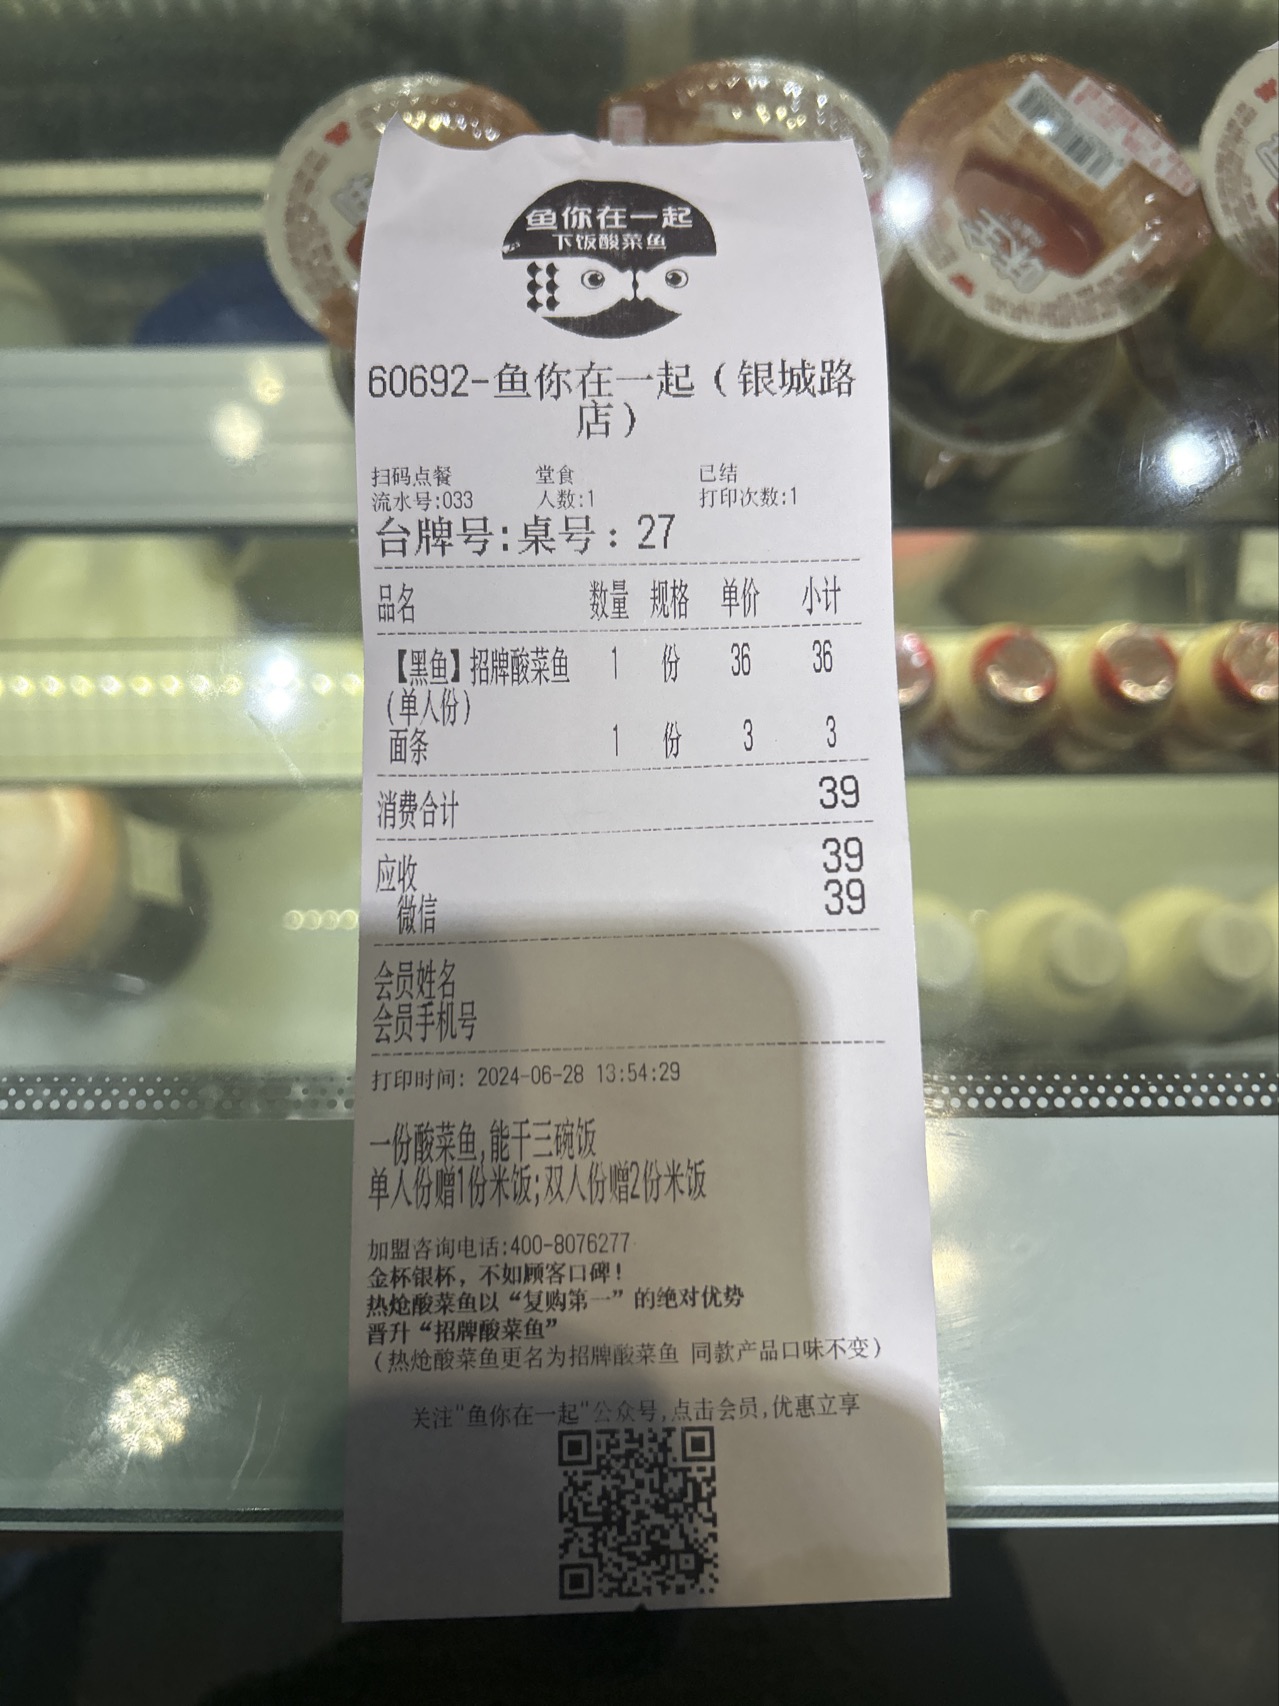 鱼你在一起
下饭酸菜鱼
60692-鱼你在一起（银城路
店）
扫码点餐 堂食 已结
流水号:033 人数:1 打印次数:1
台牌号:桌号：27
品名 数量 规格 单价 小计
【黑鱼】招牌酸菜鱼 1 份 36 36
(单人份)
面条 1 份 3 3
消费合计 39
应收 39
微信 39
会员姓名
会员手机号
打印时间: 2024-06-28 13:54:29
一份酸菜鱼,能干三碗饭
单人份赠1份米饭;双人份赠2份米饭
加盟咨询电话:400-8076277
金杯银杯，不如顾客口碑！
热炝酸菜鱼以“复购第一”的绝对优势
晋升“招牌酸菜鱼”
（热炝酸菜鱼更名为招牌酸菜鱼 同款产品口味不变）
关注"鱼你在一起"公众号,点击会员,优惠立享